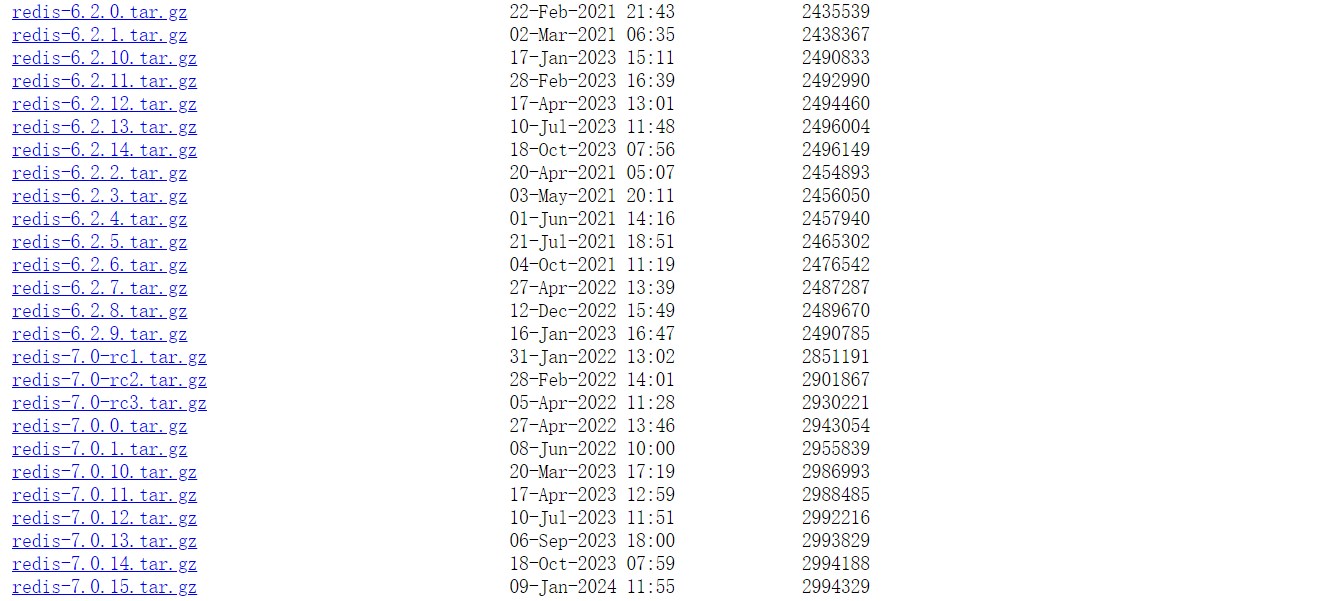 redis-6.2.0.tar.gz 22-Feb-2021 21:43 2435539
redis-6.2.1.tar.gz 02-Mar-2021 06:35 2438367
redis-6.2.10.tar.gz 17-Jan-2023 15:11 2490833
redis-6.2.11.tar.gz 28-Feb-2023 16:39 2492990
redis-6.2.12.tar.gz 17-Apr-2023 13:01 2494460
redis-6.2.13.tar.gz 10-Jul-2023 11:48 2496004
redis-6.2.14.tar.gz 18-Oct-2023 07:56 2496149
redis-6.2.2.tar.gz 20-Apr-2021 05:07 2454893
redis-6.2.3.tar.gz 03-May-2021 20:11 2456050
redis-6.2.4.tar.gz 01-Jun-2021 14:16 2457940
redis-6.2.5.tar.gz 21-Jul-2021 18:51 2465302
redis-6.2.6.tar.gz 04-Oct-2021 11:19 2476542
redis-6.2.7.tar.gz 27-Apr-2022 13:39 2487287
redis-6.2.8.tar.gz 12-Dec-2022 15:49 2489670
redis-6.2.9.tar.gz 16-Jan-2023 16:47 2490785
redis-7.0-rc1.tar.gz 31-Jan-2022 13:02 2851191
redis-7.0-rc2.tar.gz 28-Feb-2022 14:01 2901867
redis-7.0-rc3.tar.gz 05-Apr-2022 11:28 2930221
redis-7.0.0.tar.gz 27-Apr-2022 13:46 2943054
redis-7.0.1.tar.gz 08-Jun-2022 10:00 2955839
redis-7.0.10.tar.gz 20-Mar-2023 17:19 2986993
redis-7.0.11.tar.gz 17-Apr-2023 12:59 2988485
redis-7.0.12.tar.gz 10-Jul-2023 11:51 2992216
redis-7.0.13.tar.gz 06-Sep-2023 18:00 2993829
redis-7.0.14.tar.gz 18-Oct-2023 07:59 2994188
redis-7.0.15.tar.gz 09-Jan-2024 11:55 2994329